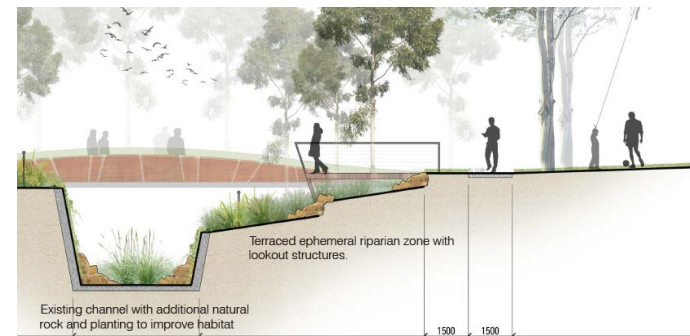 Terraced ephemeral riparian zone with
lookout structures.
Existing channel with additional natural
rock and planting to improve habitat
1500
1500